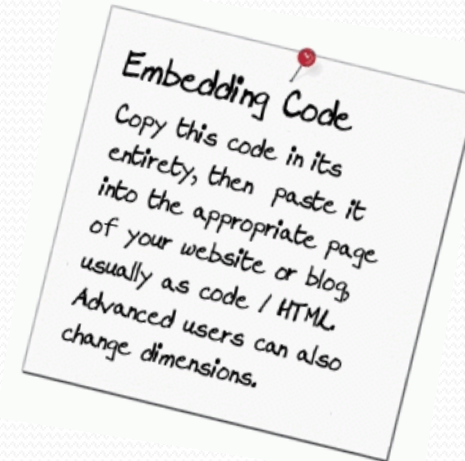 Embedding Code
Copy this code in its
entirety, then paste it
into the appropriate page
of your website or blog,
usually as code / HTML.
Advanced users can also
change dimensions.